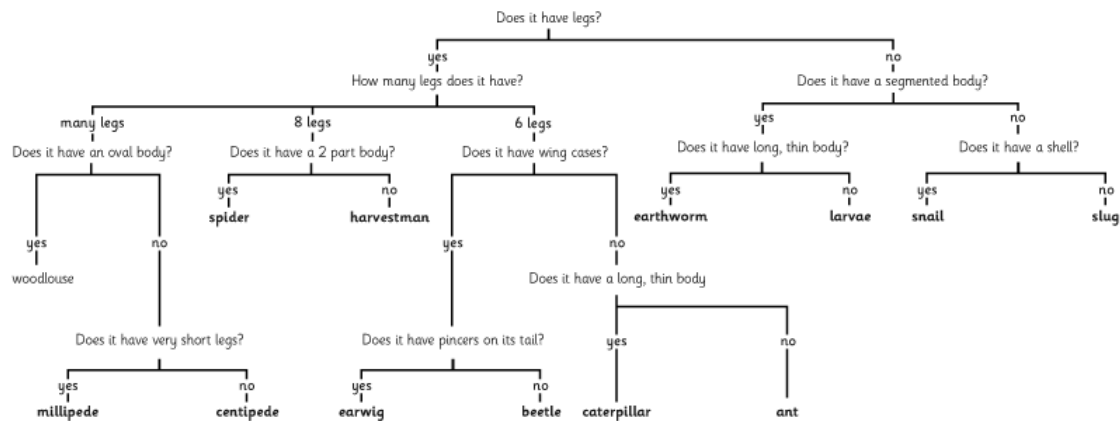 Does it have legs?
yes
no
How many legs does it have?
Does it have a segmented body?
many legs
8 legs
6 legs
yes
no
Does it have an oval body?
Does it have a 2 part body?
Does it have wing cases?
Does it have long, thin body?
Does it have a shell?
yes
no
yes
no
yes
no
spider
harvestman
earthworm
larvae
snail
slug
yes
no
yes
no
woodlouse
Does it have a long, thin body
Does it have very short legs?
Does it have pincers on its tail?
yes
no
yes
no
yes
no
millipede
centipede
earwig
beetle
caterpillar
ant